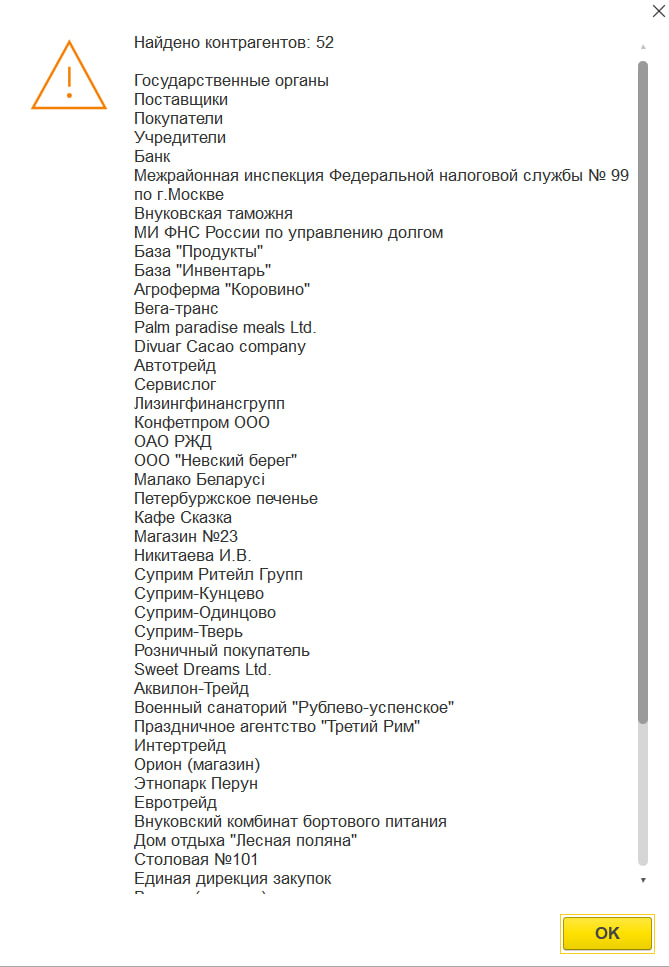 Найдено контрагентов: 52
Государственные органы
Поставщики
Покупатели
Учредители
Банк
Межрайонная инспекция Федеральной налоговой службы № 99
по г.Москве
Внуковская таможня
МИ ФНС России по управлению долгом
База "Продукты"
База "Инвентарь"
Агроферма "Коровино"
Вега-транс
Palm paradise meals Ltd.
Divuar Cacao company
Автотрейд
Сервислог
Лизингфинансгрупп
Конфетпром ООО
ОАО РЖД
ООО "Невский берег"
Малако Беларусi
Петербуржское печенье
Кафе Сказка
Магазин №23
Никитаева И.В.
Суприм Ритейл Групп
Суприм-Кунцево
Суприм-Одинцово
Суприм-Тверь
Розничный покупатель
Sweet Dreams Ltd.
Аквилон-Трейд
Военный санаторий "Рублево-успенское"
Праздничное агентство "Третий Рим"
Интертрейд
Орион (магазин)
Этнопарк Перун
Евротрейд
Внуковский комбинат бортового питания
Дом отдыха "Лесная поляна"
Столовая №101
Единая дирекция закупок
OK